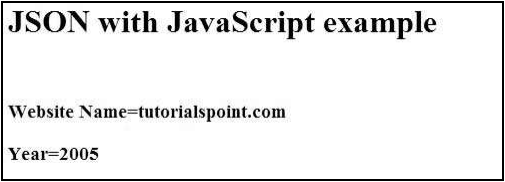 JSON with JavaScript example
Website Name=tutorialspoint.com
Year=2005